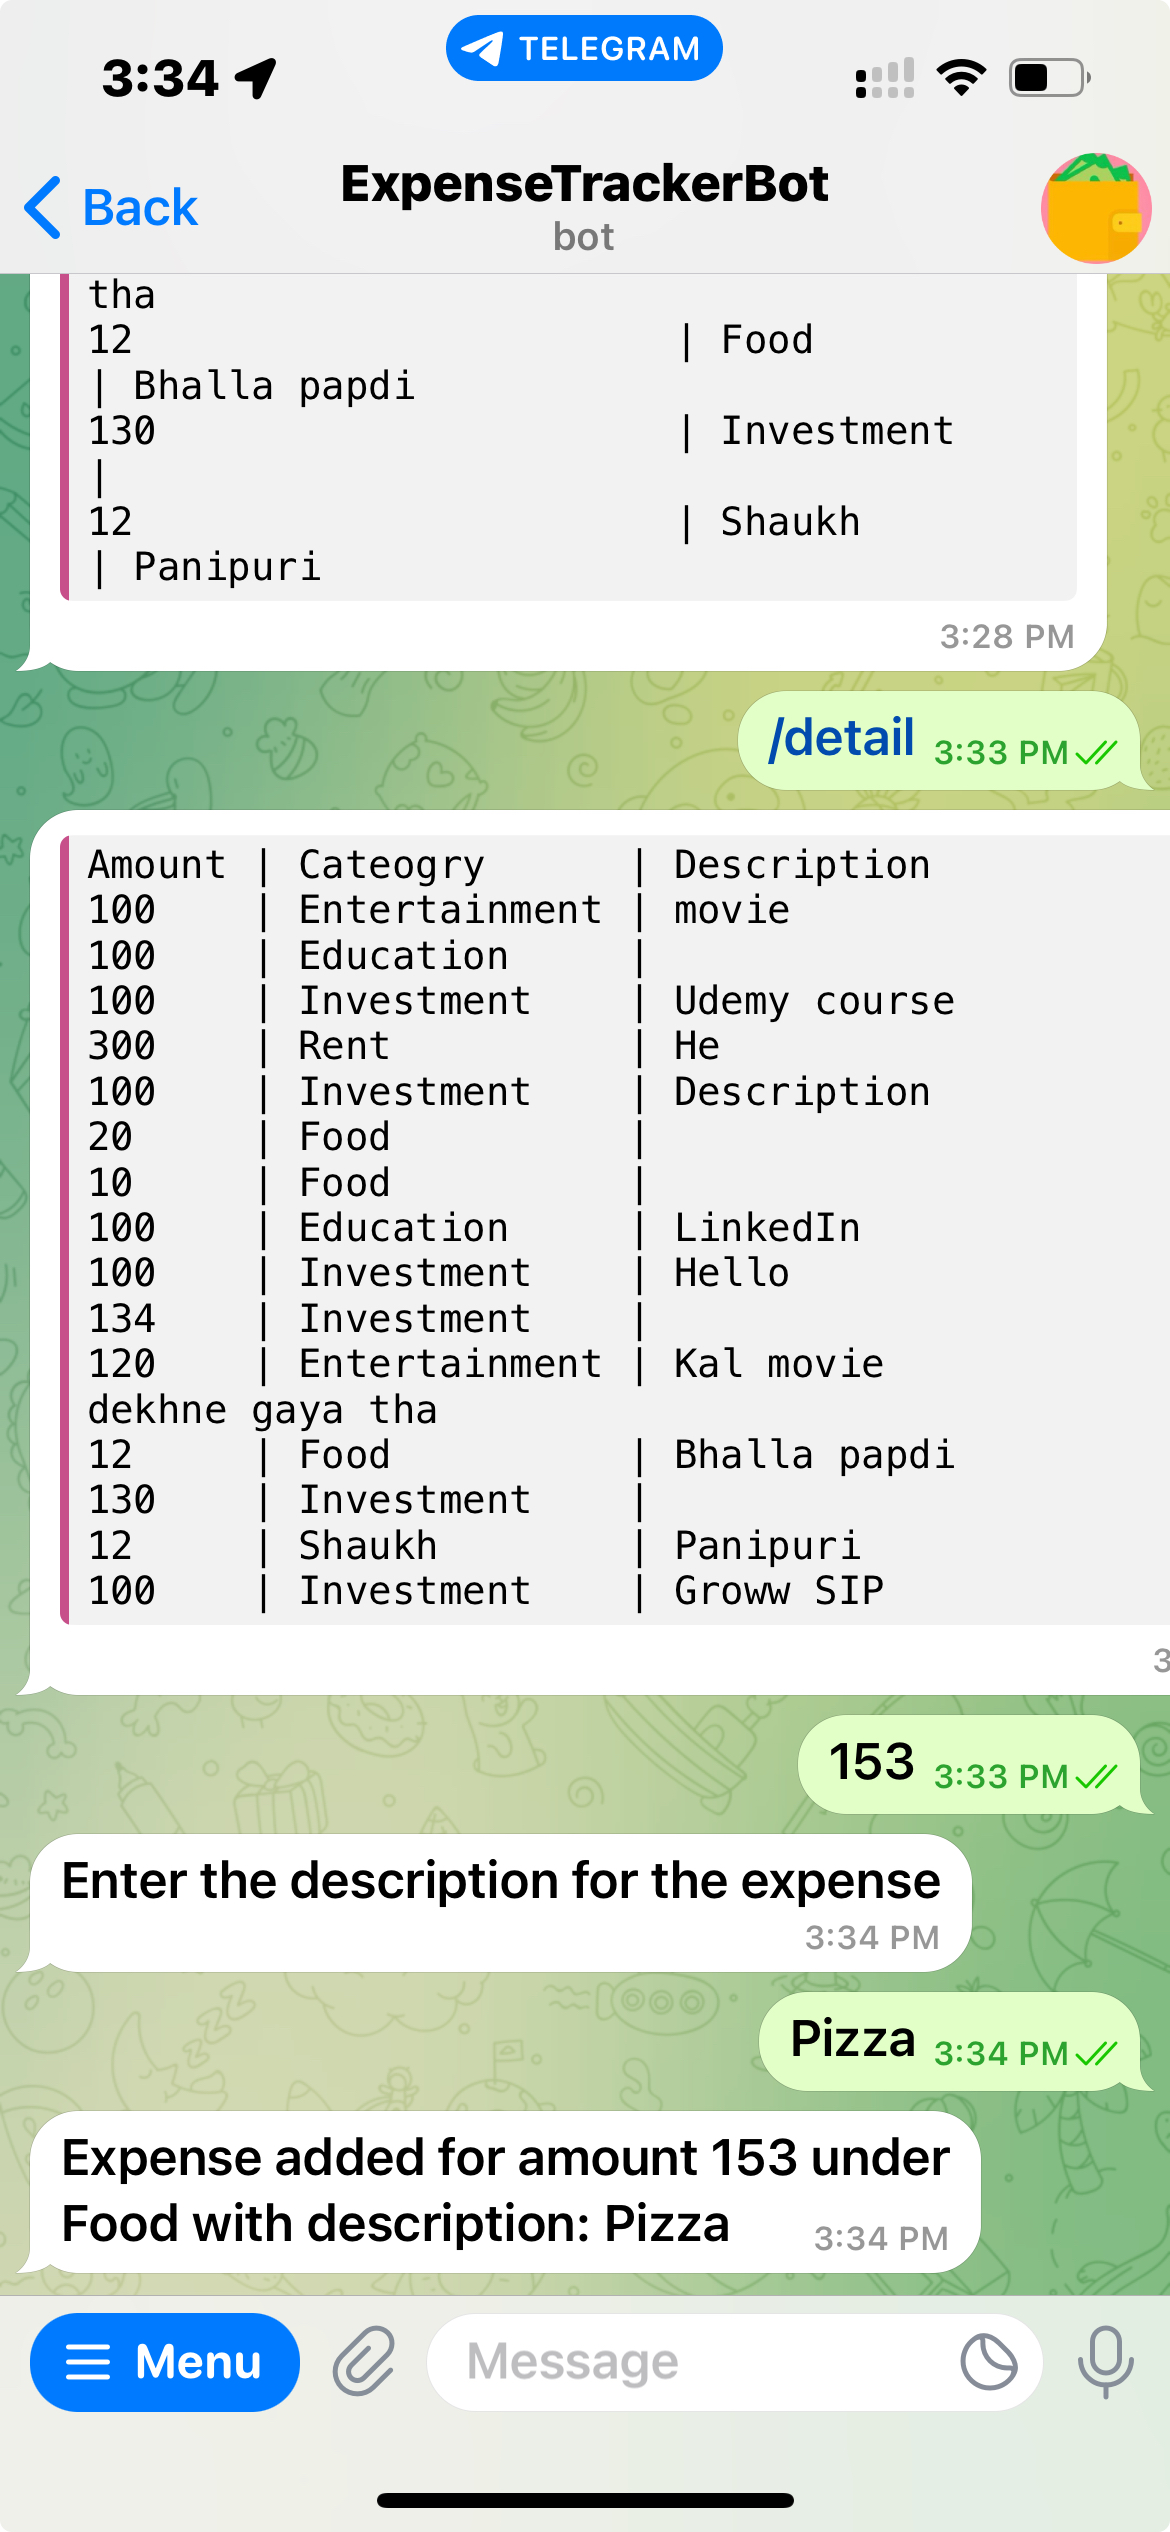 3:34
TELEGRAM
Back
ExpenseTrackerBot
bot
tha
12 | Food
| Bhalla papdi
130 | Investment
|
12 | Shaukh
| Panipuri
3:28 PM
/detail 3:33 PM
Amount | Cateogry | Description
100 | Entertainment | movie
100 | Education |
100 | Investment | Udemy course
300 | Rent | He
100 | Investment | Description
20 | Food |
10 | Food |
100 | Education | LinkedIn
100 | Investment | Hello
134 | Investment |
120 | Entertainment | Kal movie
dekhne gaya tha
12 | Food | Bhalla papdi
130 | Investment |
12 | Shaukh | Panipuri
100 | Investment | Groww SIP
3
153 3:33 PM
Enter the description for the expense
3:34 PM
Pizza 3:34 PM
Expense added for amount 153 under
Food with description: Pizza 3:34 PM
Menu
Message